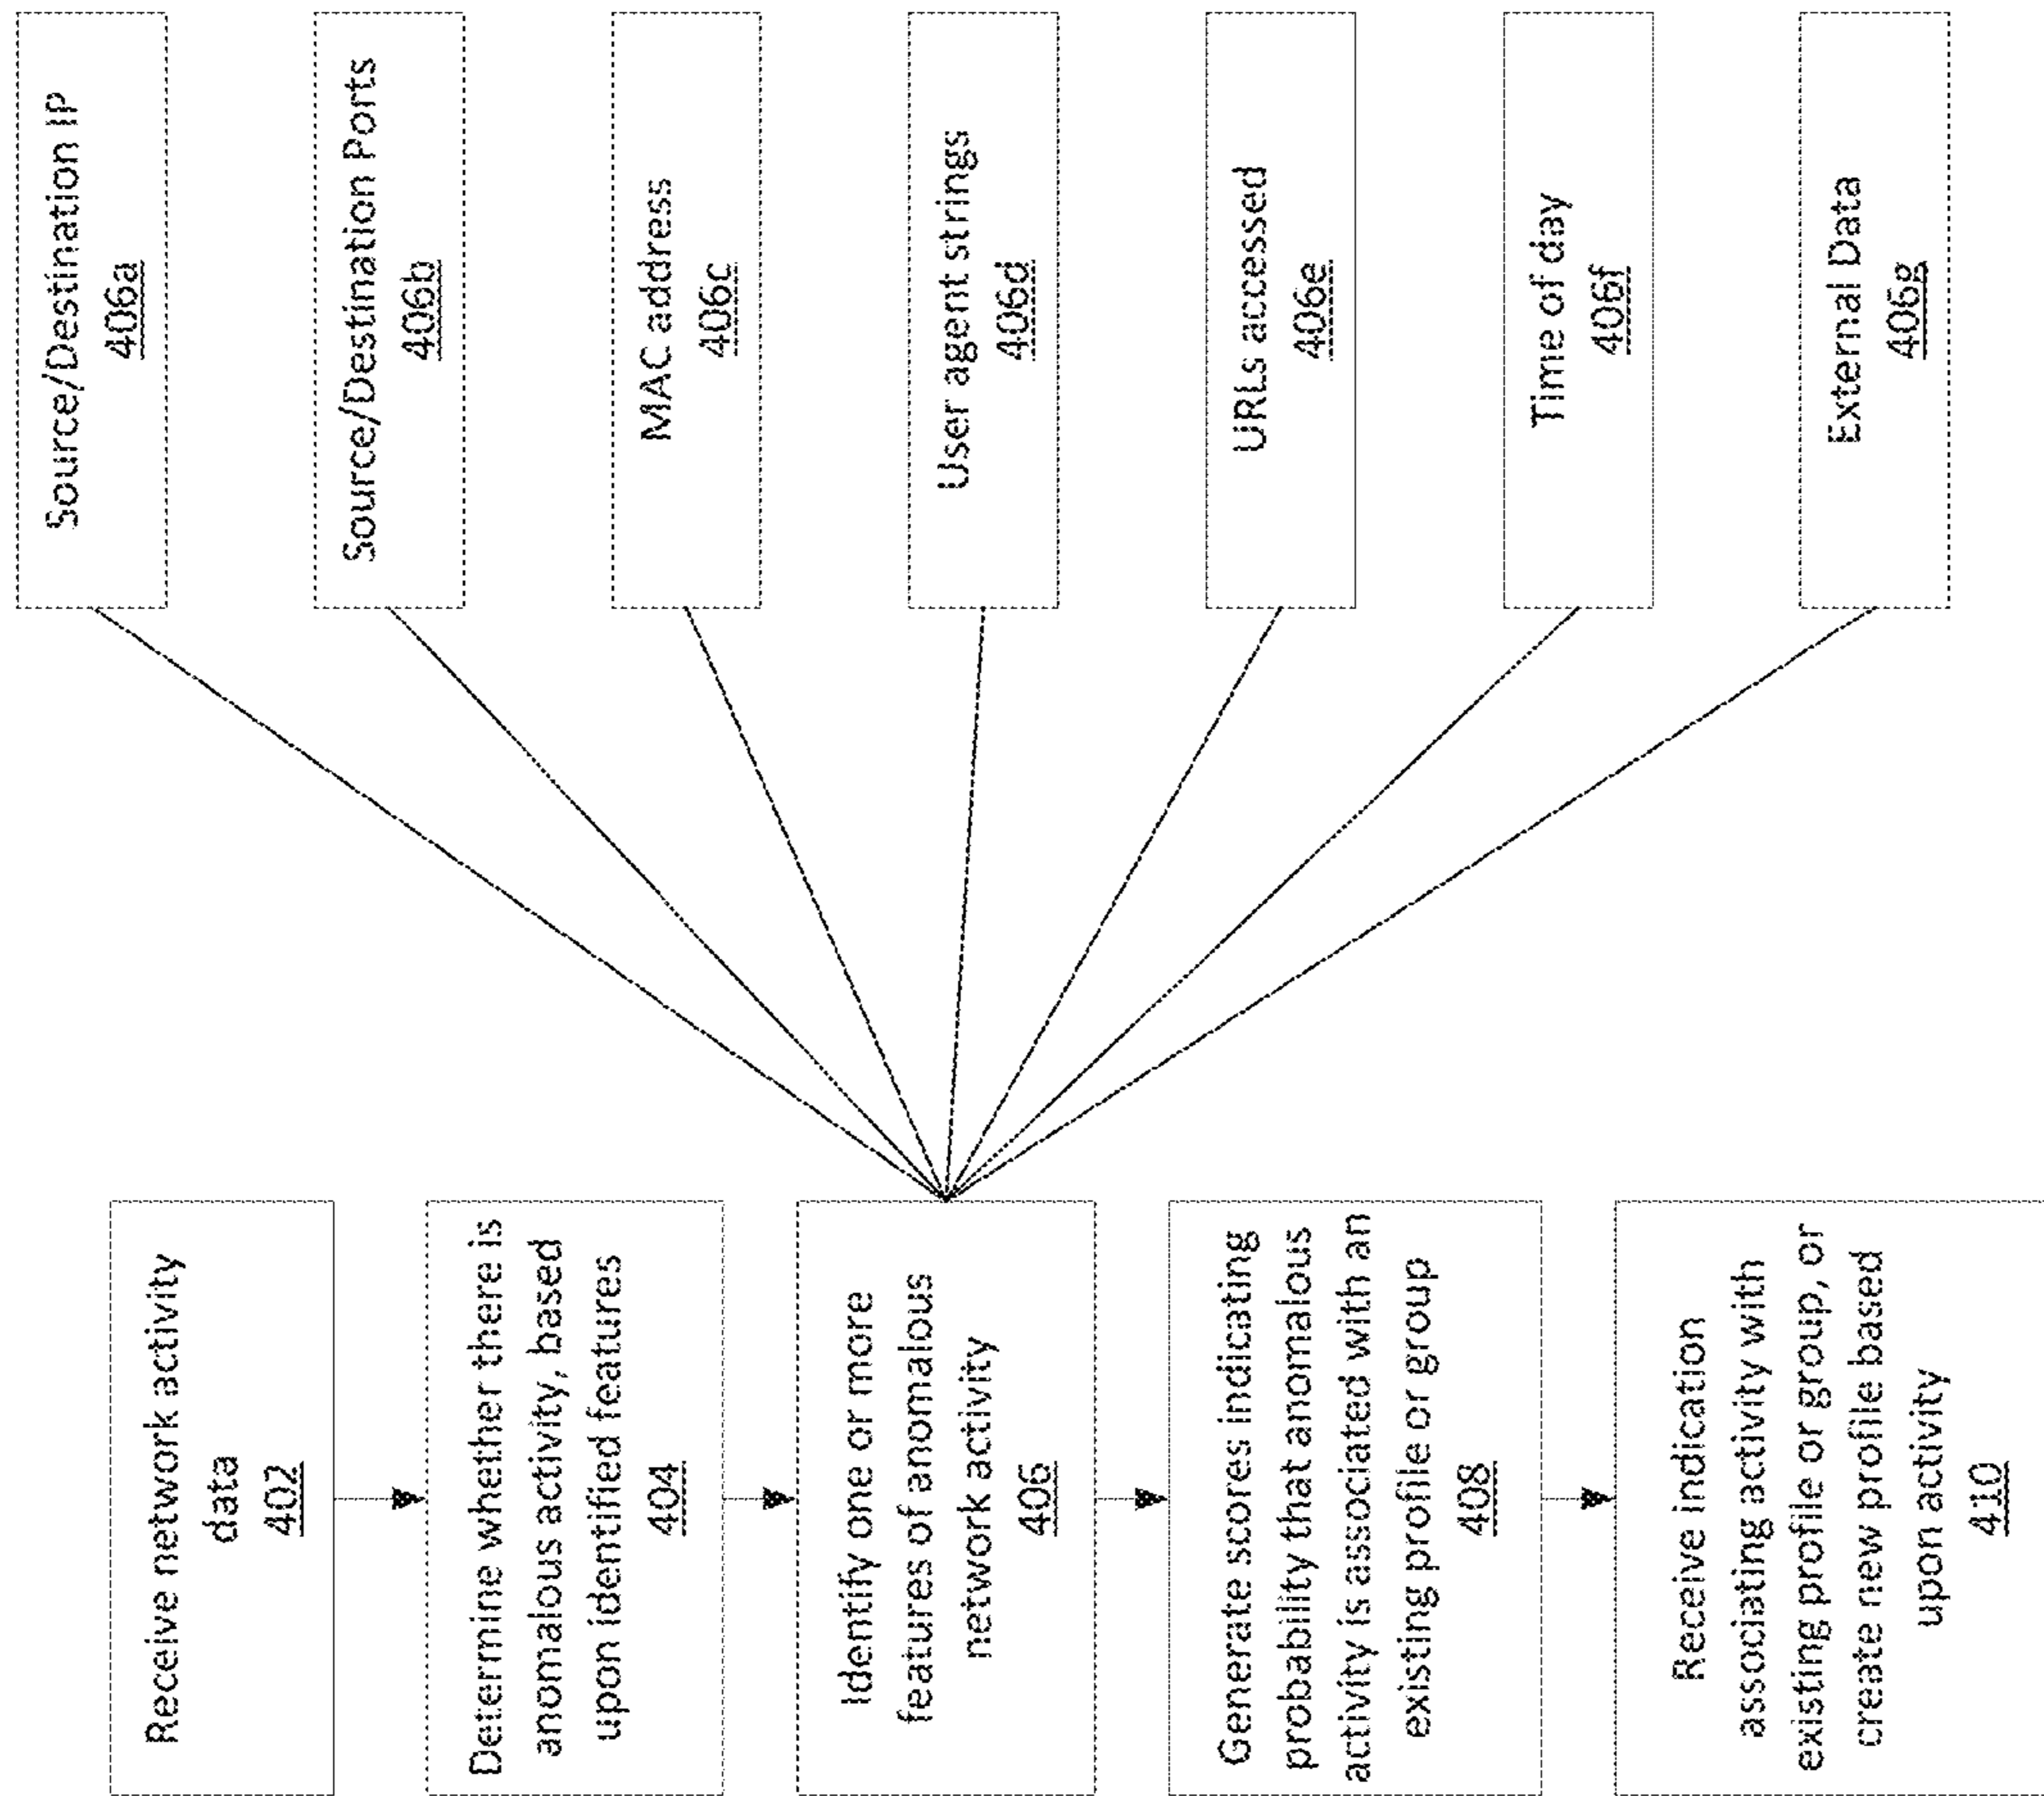 Receive network activity
data
402
Determine whether there is
anomalous activity, based
upon identified features
404
Identify one or more
features of anomalous
network activity
406
Generate scores indicating
probability that anomalous
activity is associated with an
existing profile or group
408
Receive indication
associating activity with
existing profile or group, or
create new profile based
upon activity
410
Source/Destination IP
406a
Source/Destination Ports
406b
MAC address
406c
User agent strings
406d
URLs accessed
406e
Time of day
406f
External Data
406g